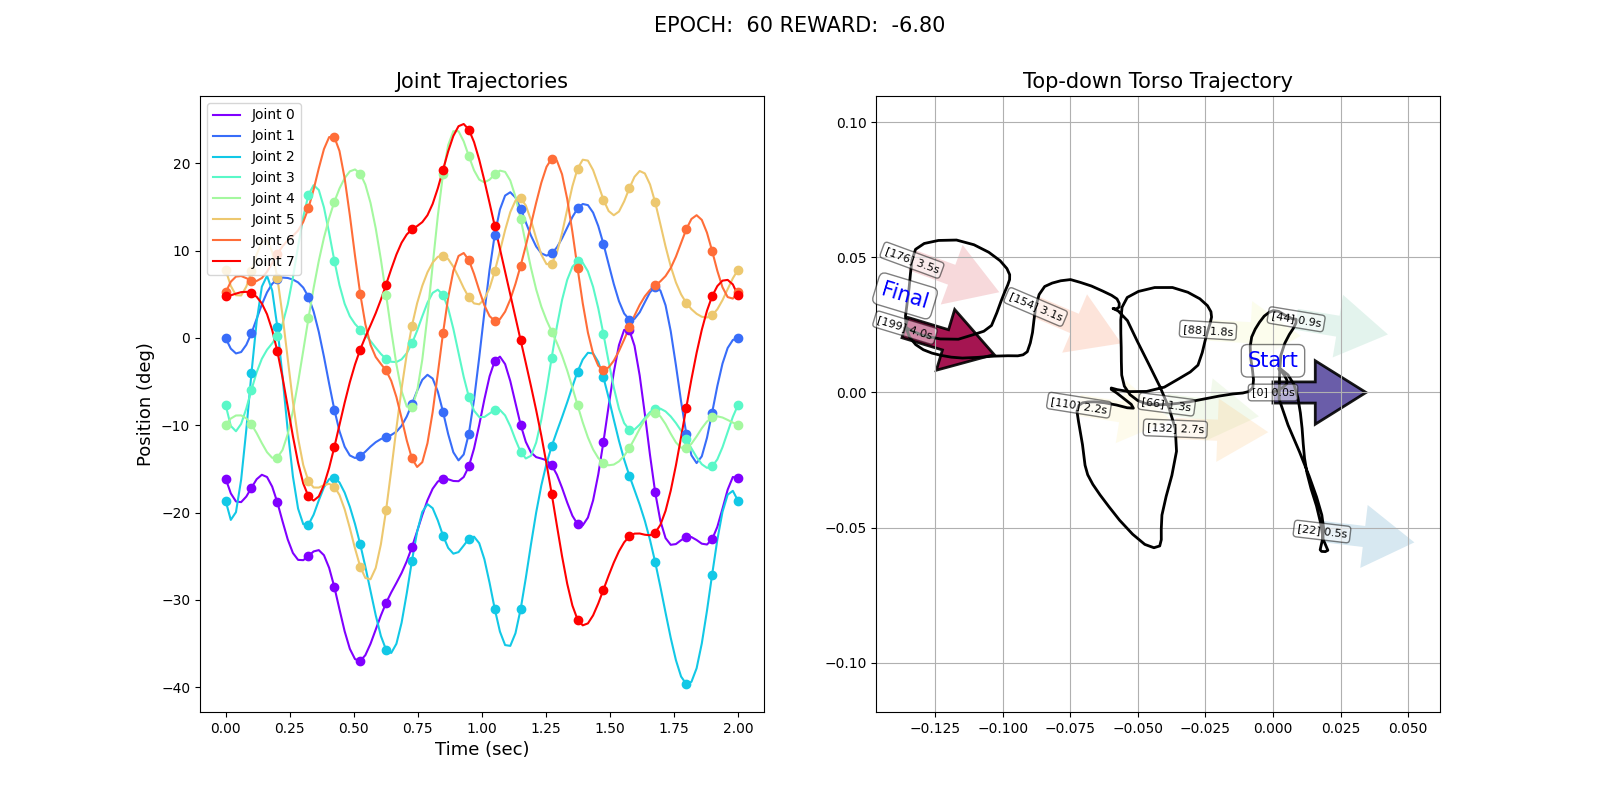 EPOCH:  60 REWARD:  -6.80
Joint Trajectories
Joint 0
Joint 1
Joint 2
Joint 3
Joint 4
Joint 5
Joint 6
Joint 7
20
10
0
−10
−20
−30
−40
Position (deg)
0.00 0.25 0.50 0.75 1.00 1.25 1.50 1.75 2.00
Time (sec)
Top-down Torso Trajectory
0.10
0.05
0.00
−0.05
−0.10
[176] 3.5s
Final
[199] 4.0s
[154] 3.1s
[88] 1.8s
[44] 0.9s
Start
[0] 0.0s
[110] 2.2s
[66] 1.3s
[132] 2.7s
[22] 0.5s
−0.125 −0.100 −0.075 −0.050 −0.025 0.000 0.025 0.050